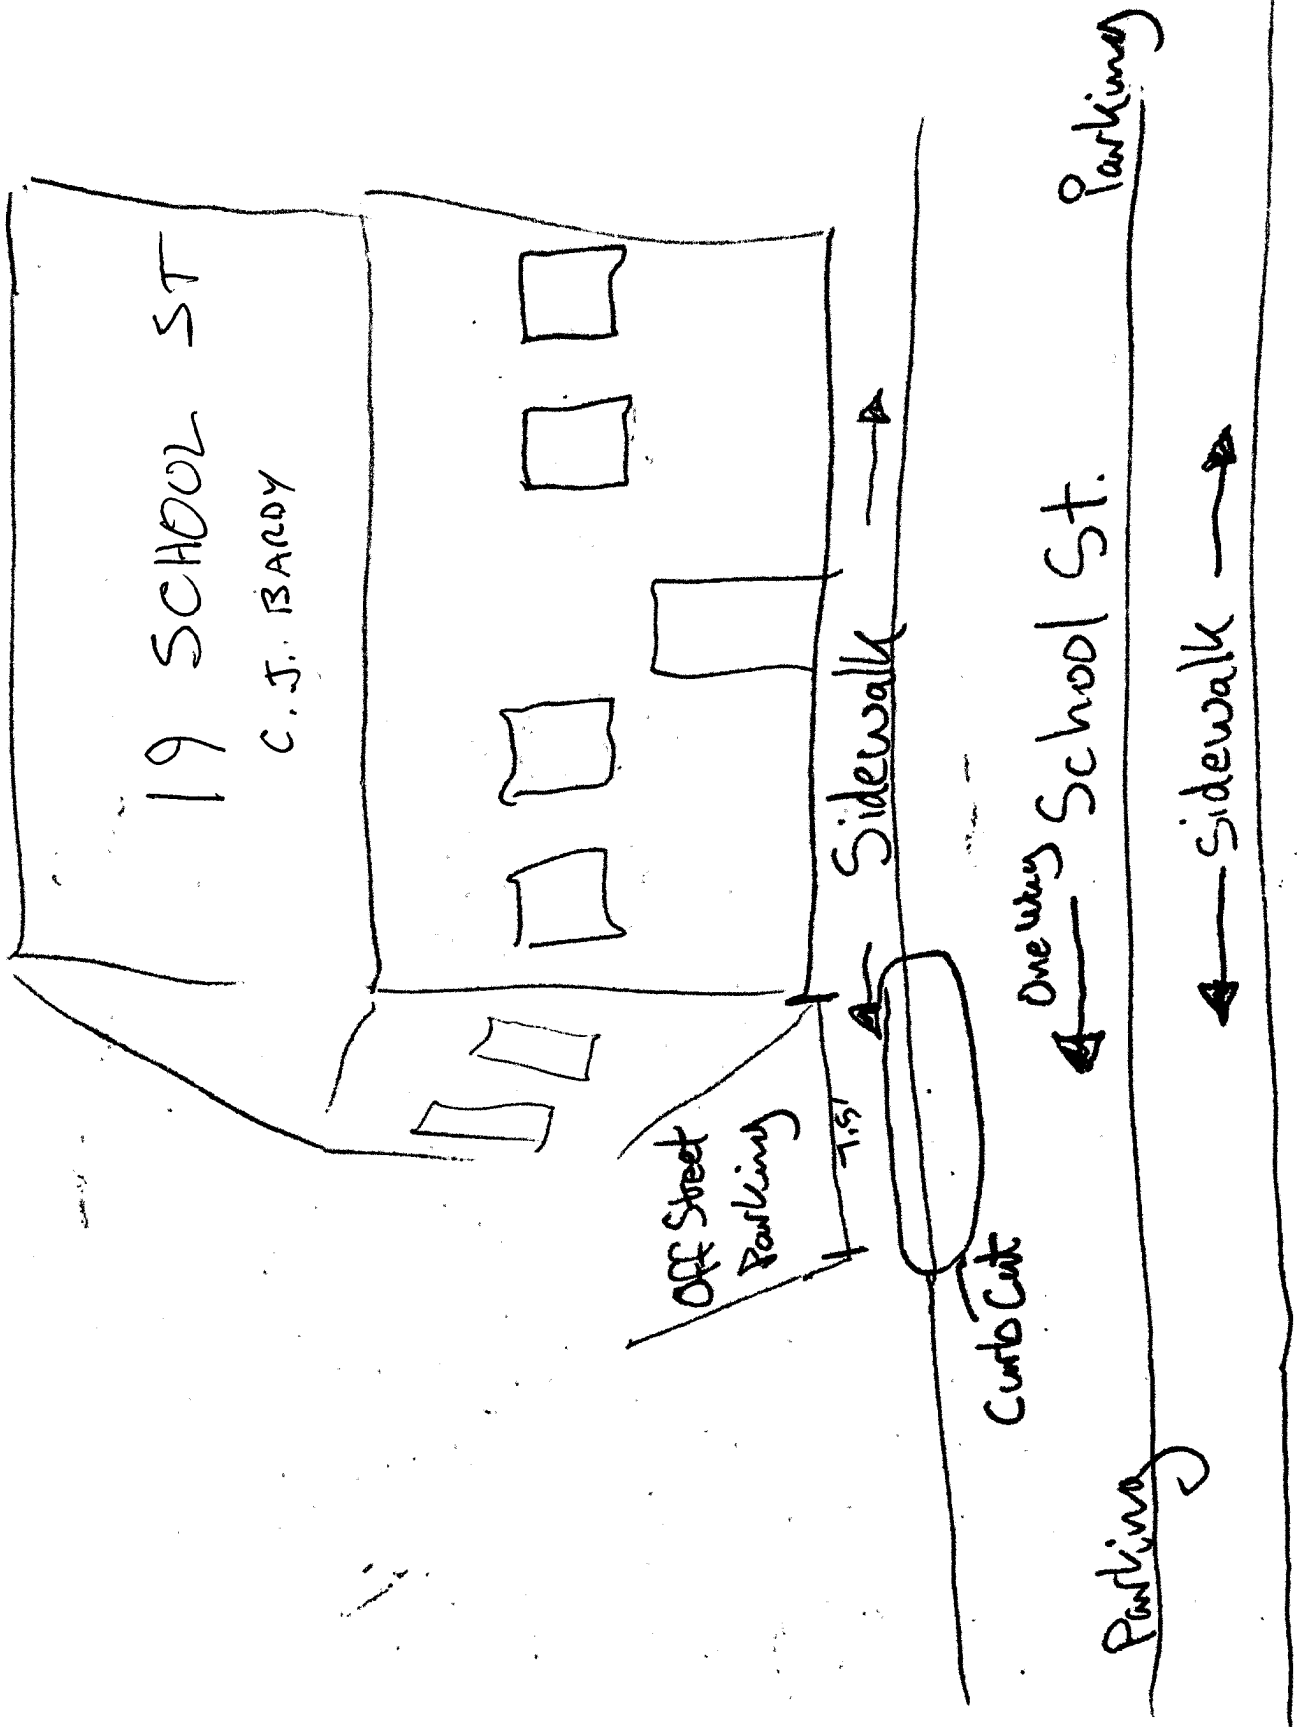 19 SCHOOL ST
C.J. BARDY
Off Street
Parking
7.5'
Sidewalk
Curb Cut
One Way
School St.
Parking
Parking
Sidewalk